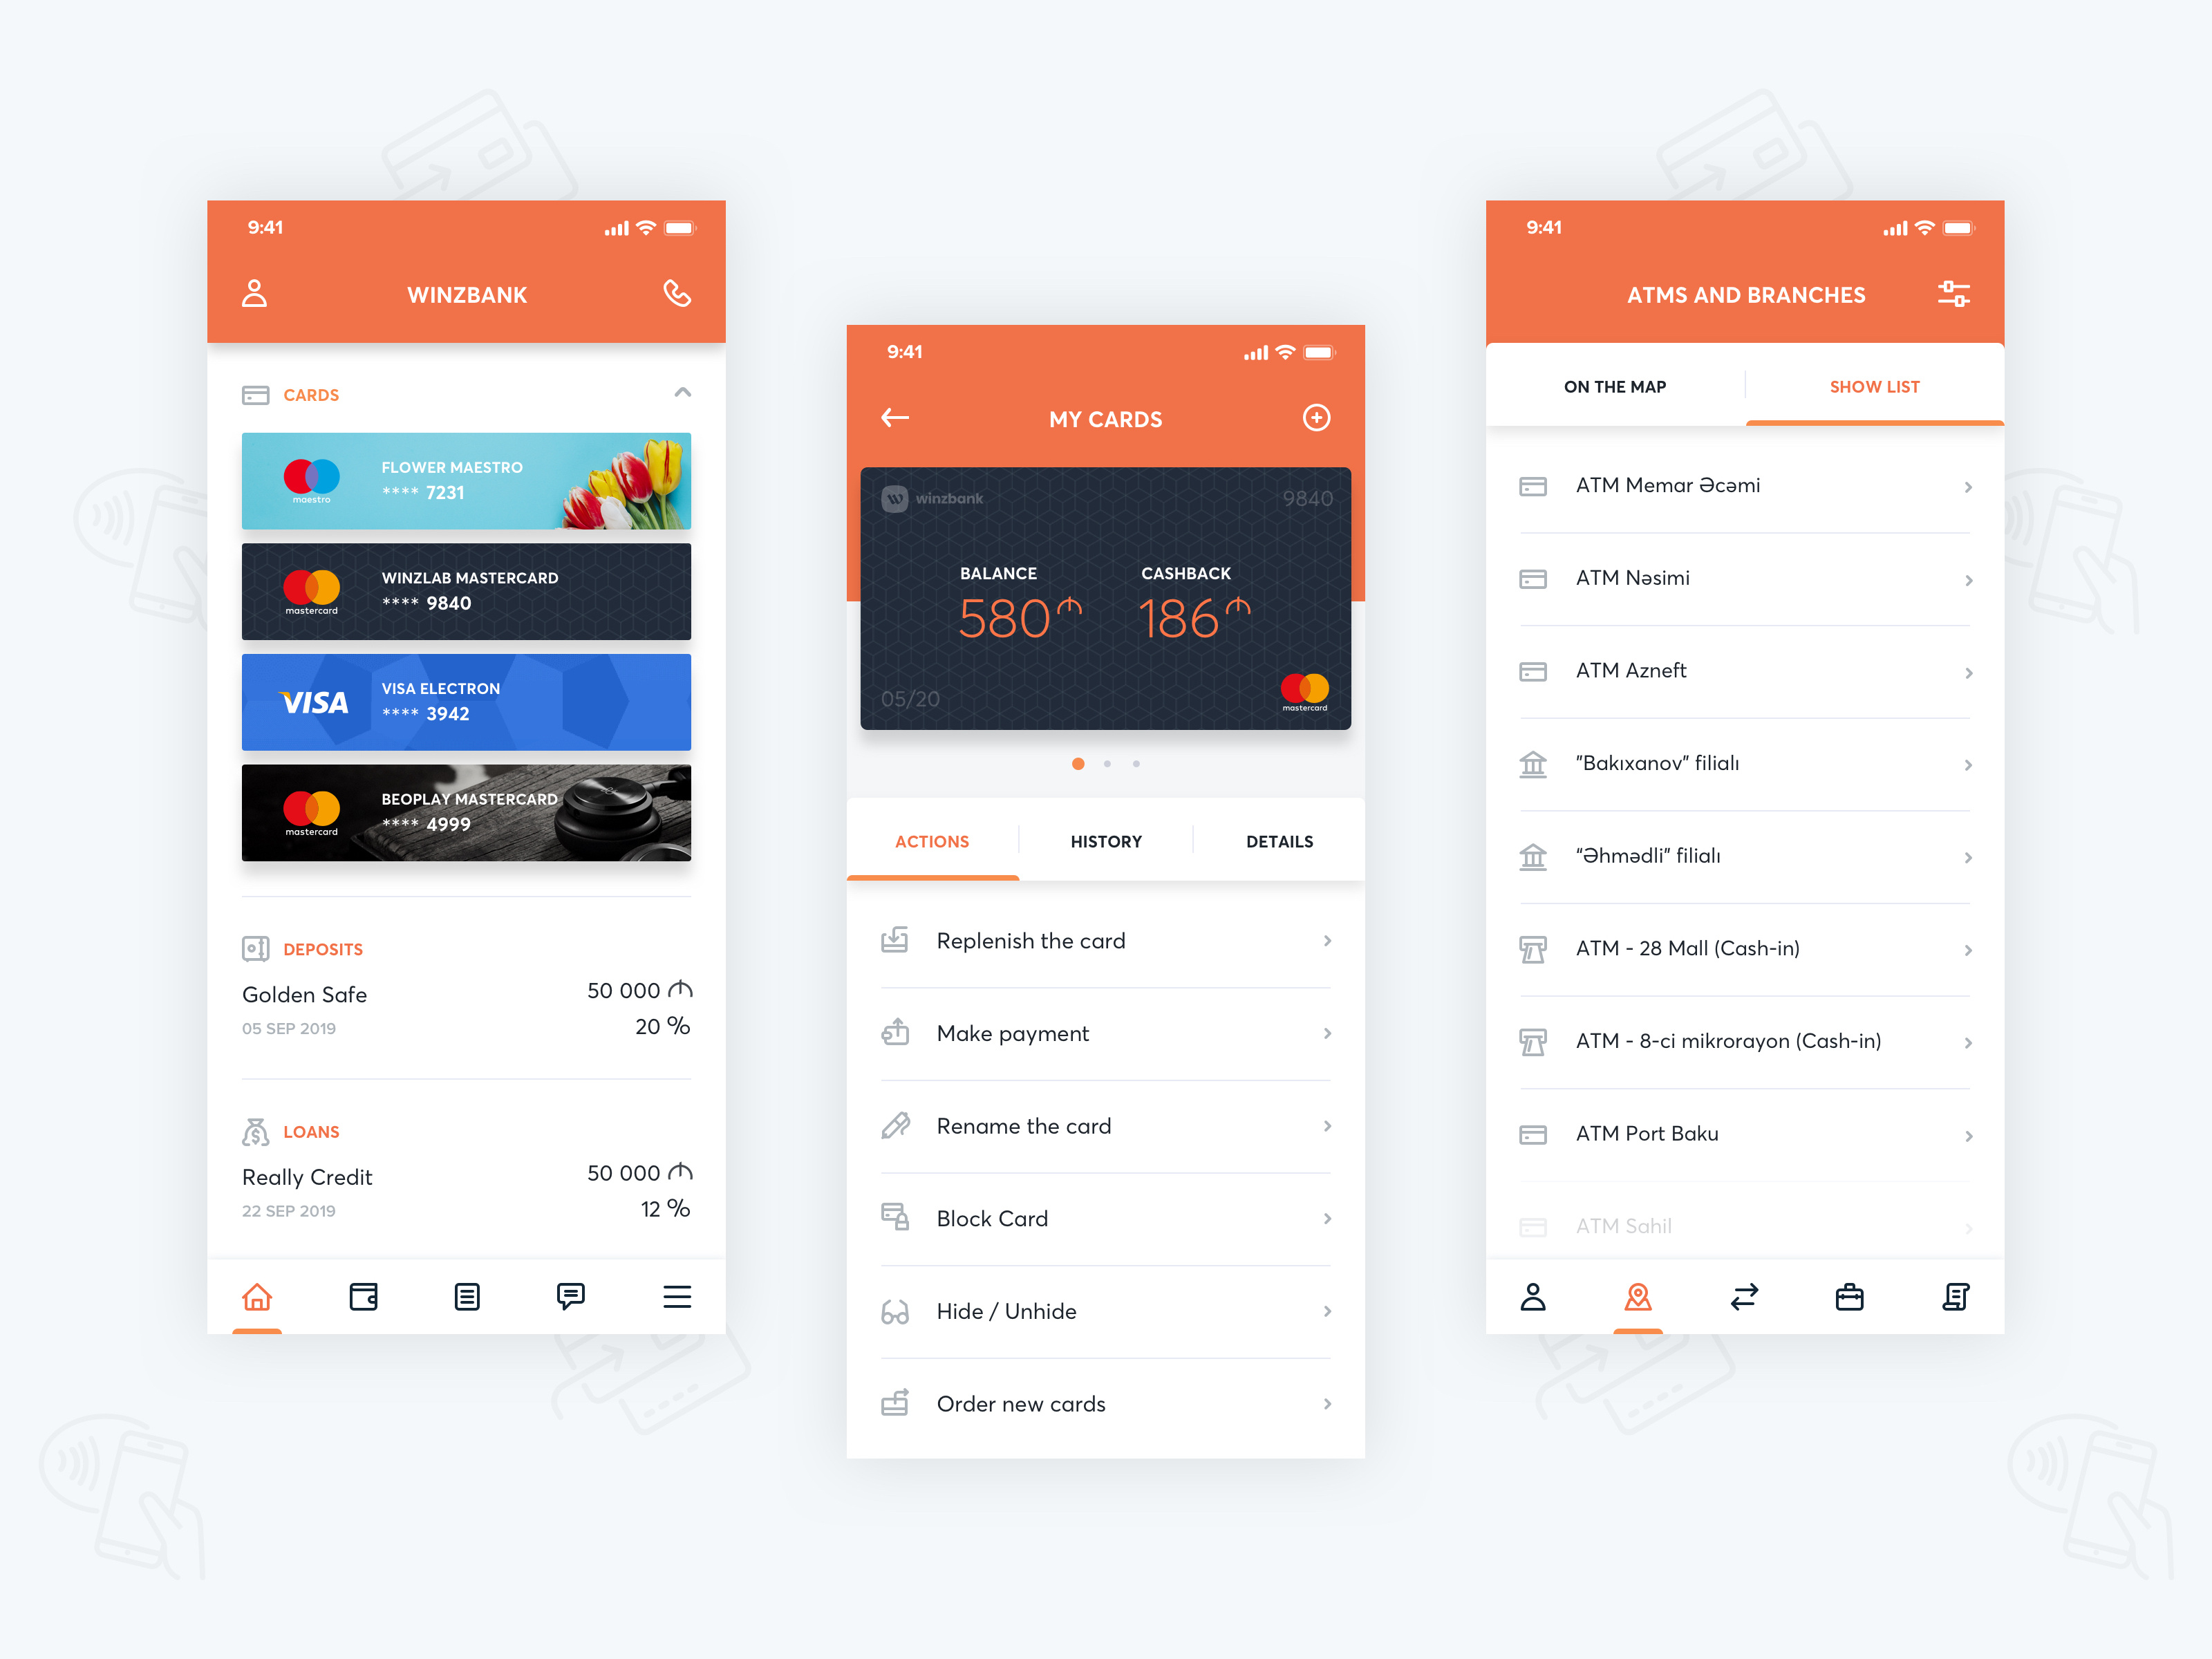 9:41
WINZBANK
CARDS
maestro
FLOWER MAESTRO
**** 7231
mastercard
WINZLAB MASTERCARD
**** 9840
VISA
VISA ELECTRON
**** 3942
mastercard
BEOPLAY MASTERCARD
**** 4999
DEPOSITS
Golden Safe
50 000 ₼
05 SEP 2019
20 %
LOANS
Really Credit
50 000 ₼
22 SEP 2019
12 %
9:41
MY CARDS
winzbank
9840
BALANCE
CASHBACK
580 ₼
186 ₼
05/20
mastercard
ACTIONS
HISTORY
DETAILS
Replenish the card
Make payment
Rename the card
Block Card
Hide / Unhide
Order new cards
9:41
ATMS AND BRANCHES
ON THE MAP
SHOW LIST
ATM Memar Əcəmi
ATM Nəsimi
ATM Azneft
"Bakıxanov" filialı
“Əhmədli” filialı
ATM - 28 Mall (Cash-in)
ATM - 8-ci mikrorayon (Cash-in)
ATM Port Baku
ATM Sahil